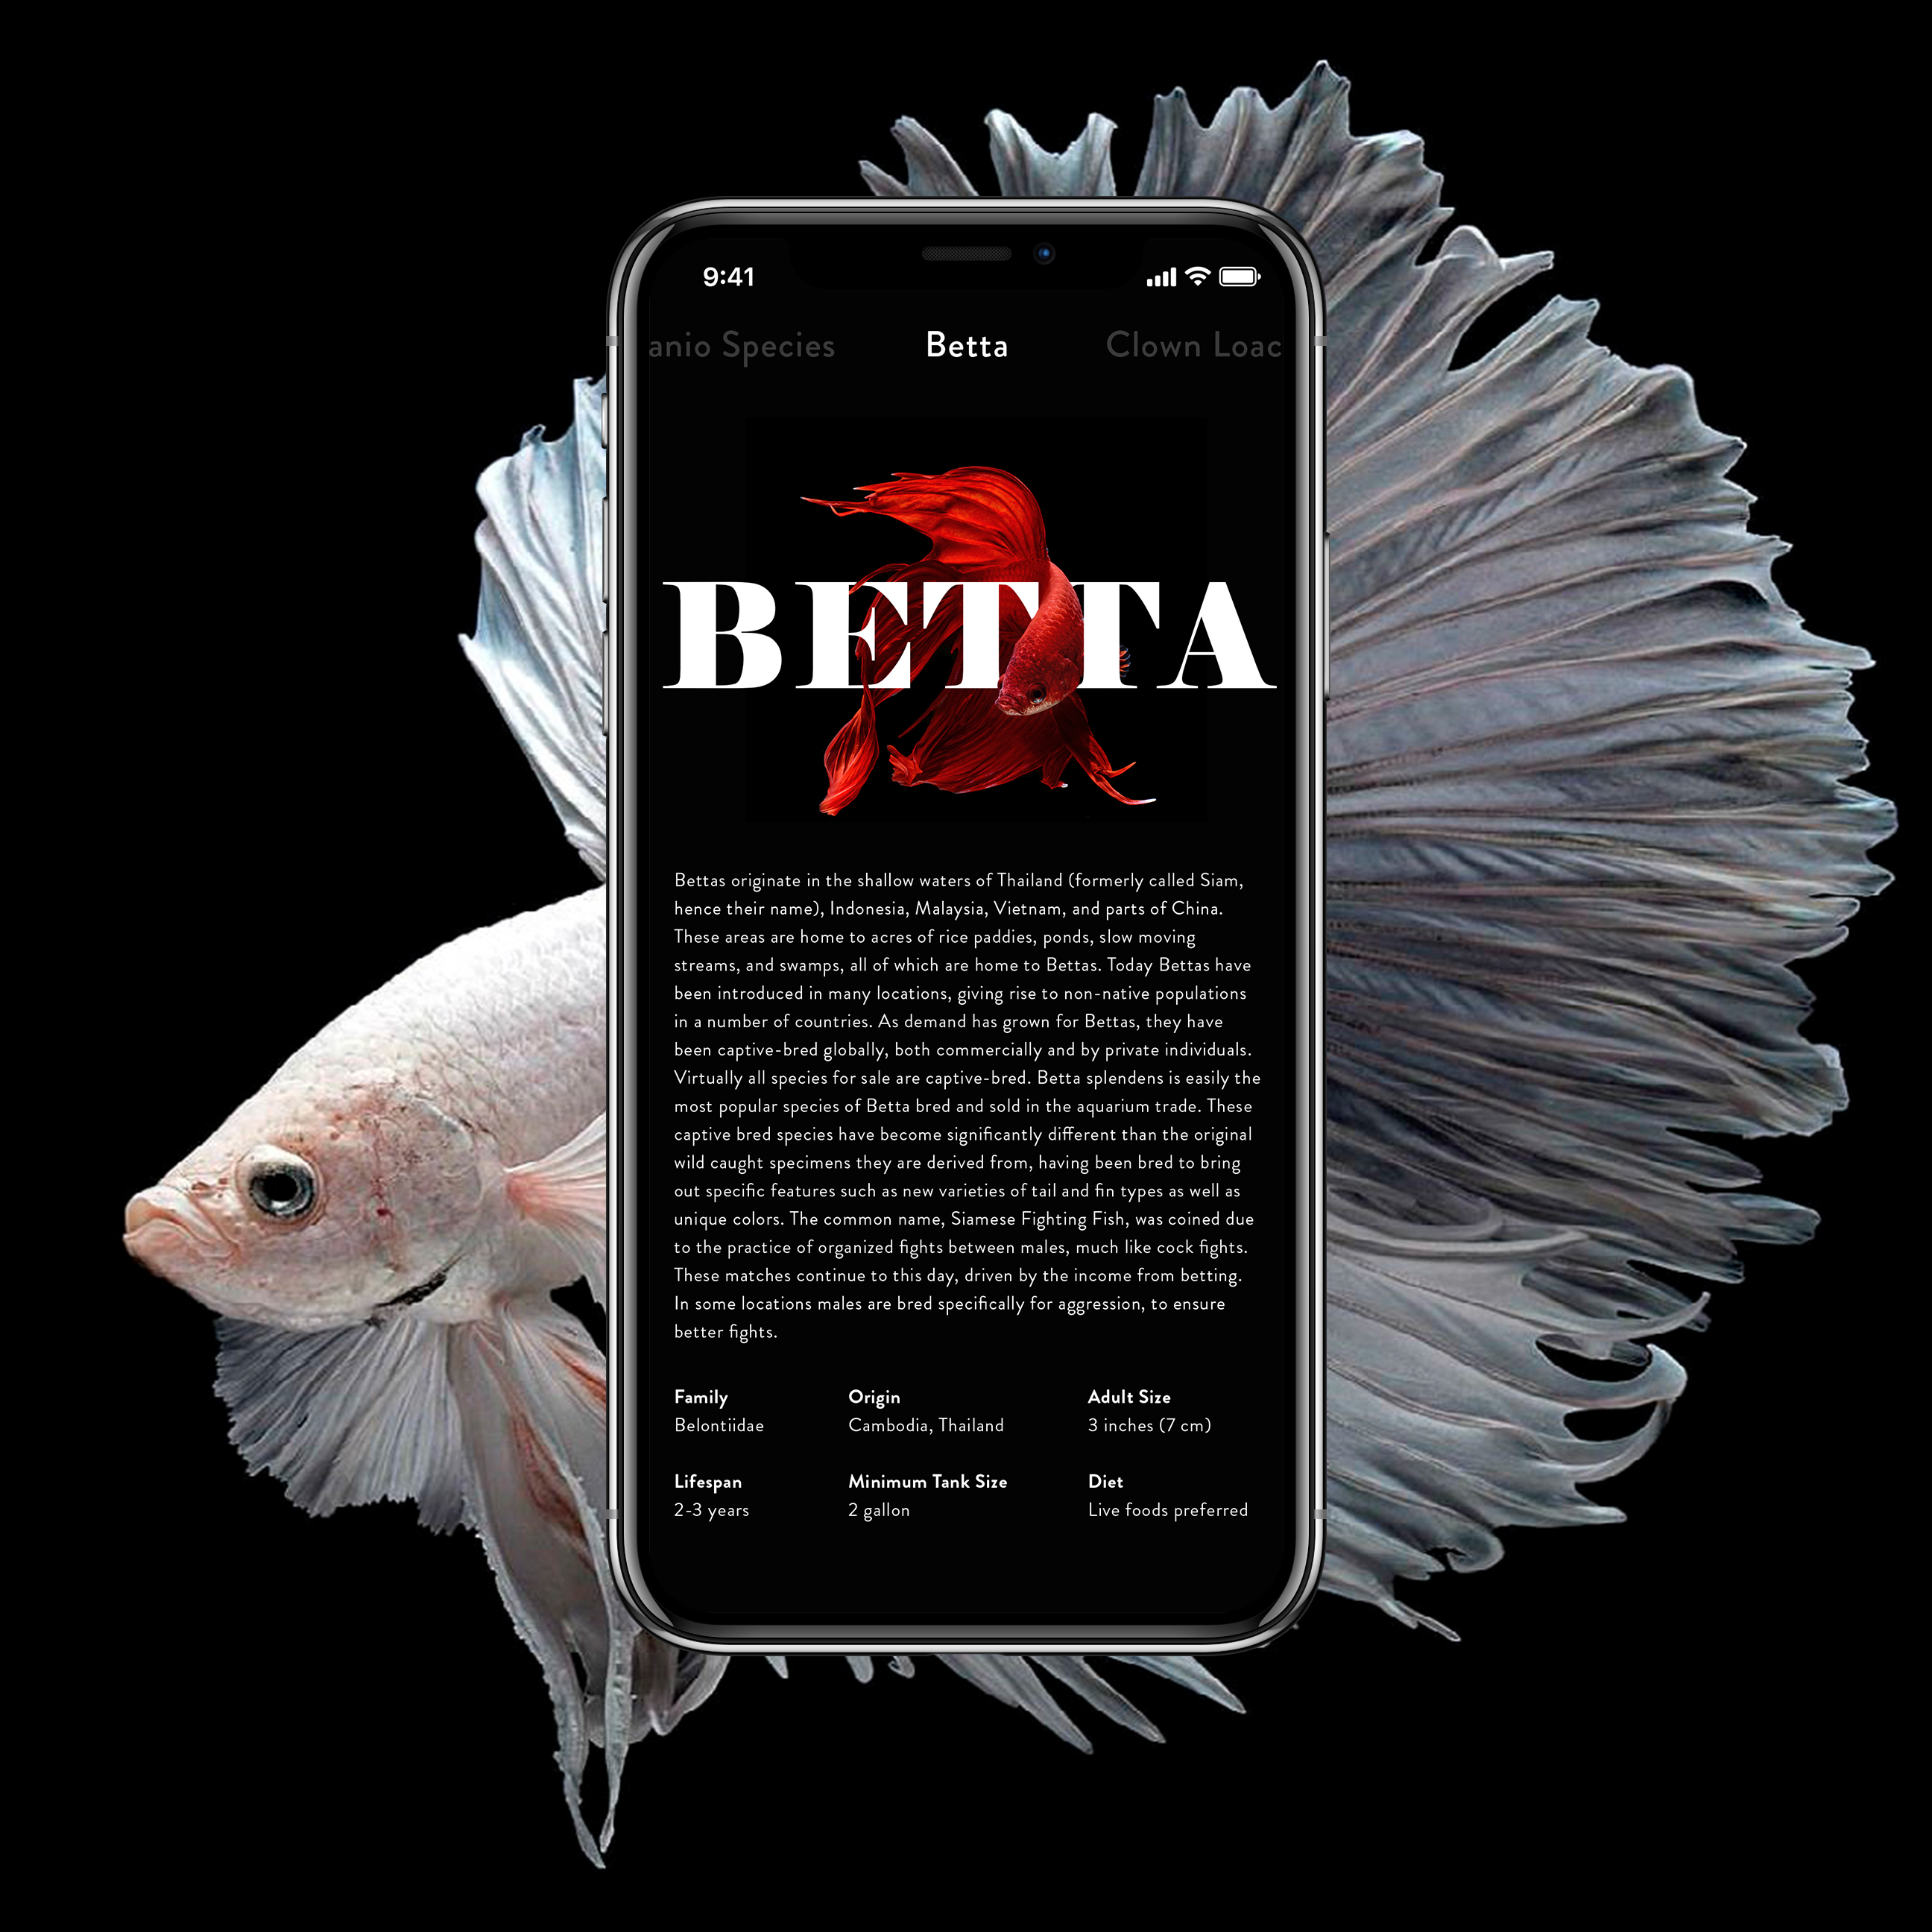 9:41
anio Species Betta Clown Loac
BETTA
Bettas originate in the shallow waters of Thailand (formerly called Siam,
hence their name), Indonesia, Malaysia, Vietnam, and parts of China.
These areas are home to acres of rice paddies, ponds, slow moving
streams, and swamps, all of which are home to Bettas. Today Bettas have
been introduced in many locations, giving rise to non-native populations
in a number of countries. As demand has grown for Bettas, they have
been captive-bred globally, both commercially and by private individuals.
Virtually all species for sale are captive-bred. Betta splendens is easily the
most popular species of Betta bred and sold in the aquarium trade. These
captive bred species have become significantly different than the original
wild caught specimens they are derived from, having been bred to bring
out specific features such as new varieties of tail and fin types as well as
unique colors. The common name, Siamese Fighting Fish, was coined due
to the practice of organized fights between males, much like cock fights.
These matches continue to this day, driven by the income from betting.
In some locations males are bred specifically for aggression, to ensure
better fights.
Family Origin Adult Size
Belontiidae Cambodia, Thailand 3 inches (7 cm)
Lifespan Minimum Tank Size Diet
2-3 years 2 gallon Live foods preferred